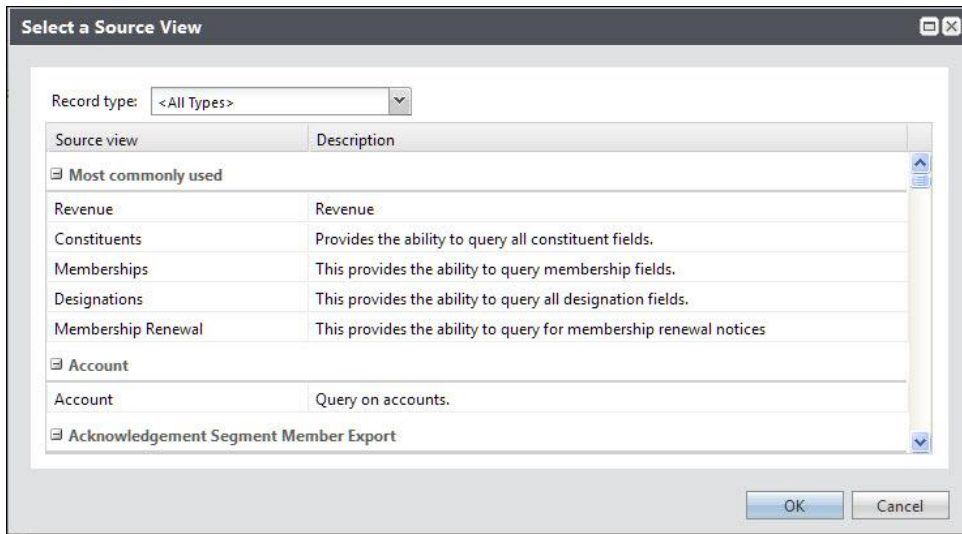 Select a Source View
Record type: <All Types>
Source view Description
Most commonly used
Revenue Revenue
Constituents Provides the ability to query all constituent fields.
Memberships This provides the ability to query membership fields.
Designations This provides the ability to query all designation fields.
Membership Renewal This provides the ability to query for membership renewal notices
Account
Account Query on accounts.
Acknowledgement Segment Member Export
OK Cancel